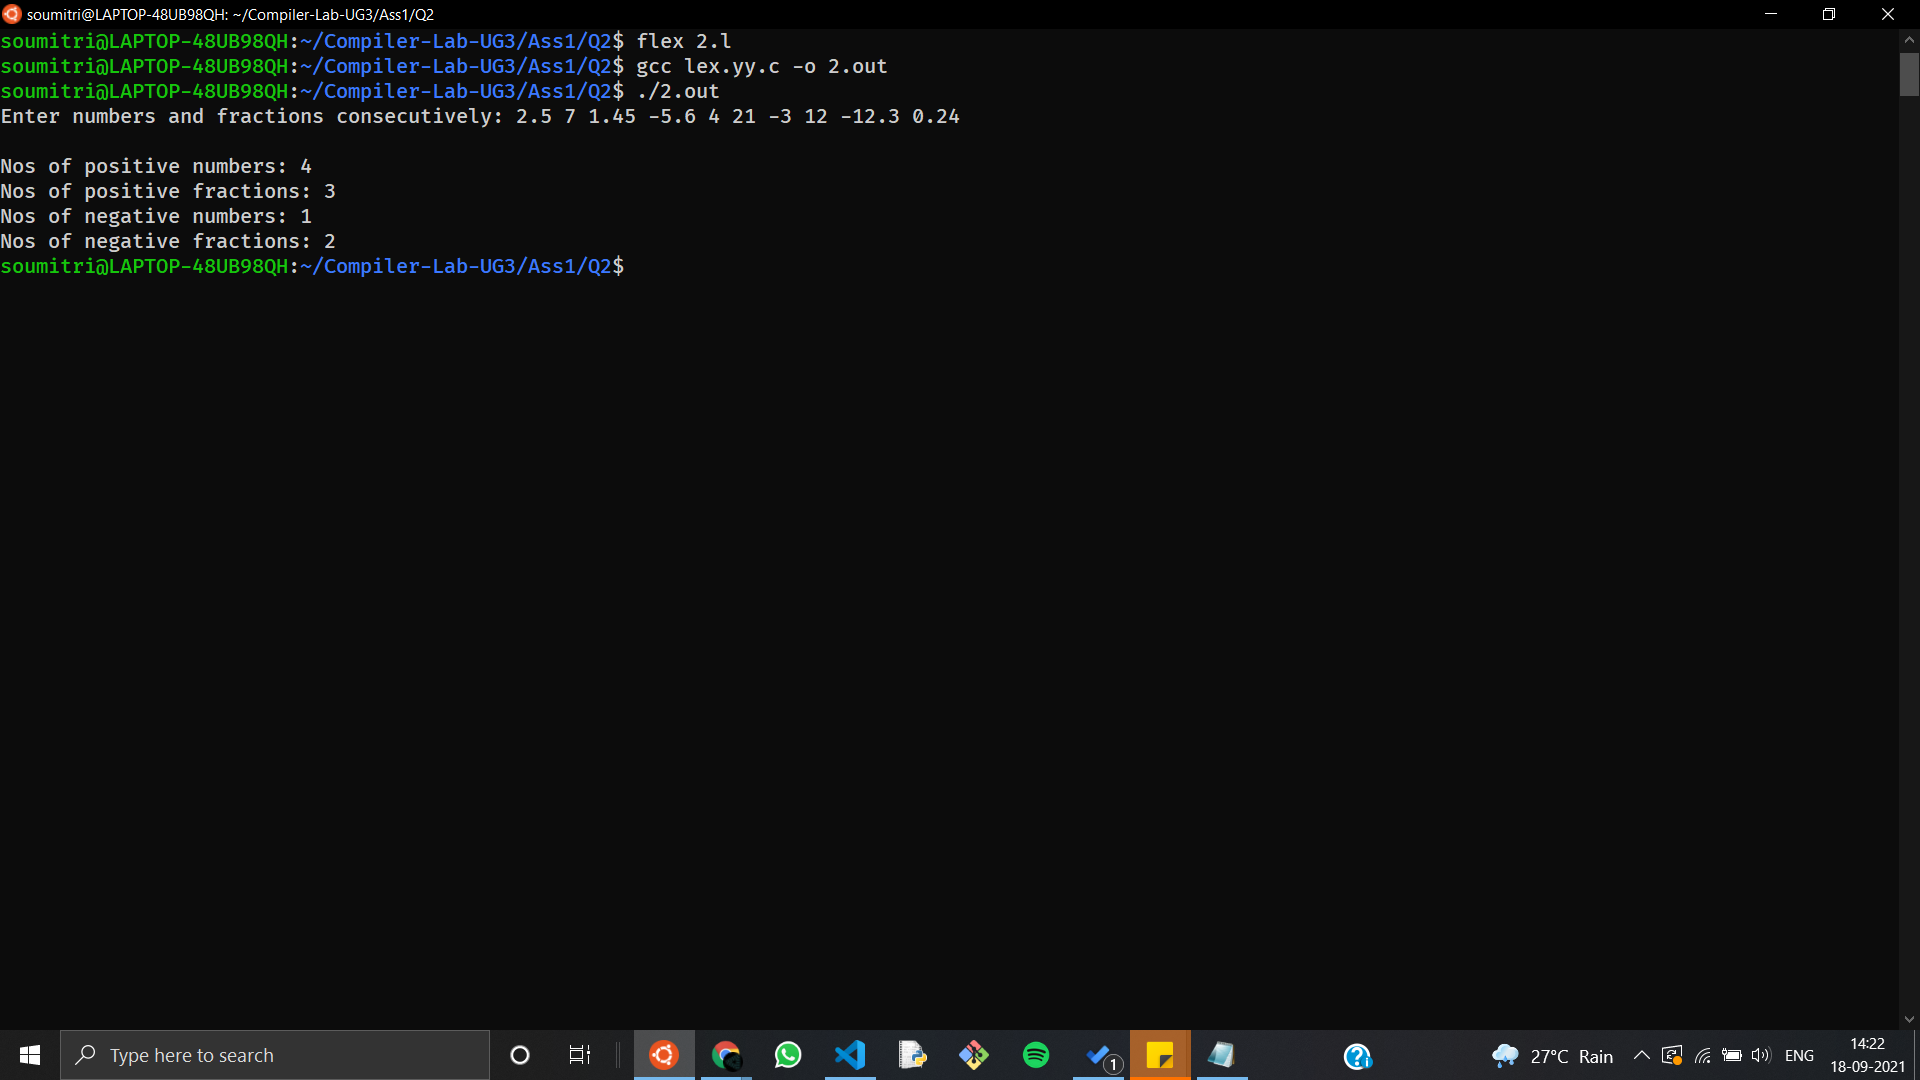 soumitri@LAPTOP-48UB98QH: ~/Compiler-Lab-UG3/Ass1/Q2
soumitri@LAPTOP-48UB98QH:~/Compiler-Lab-UG3/Ass1/Q2$ flex 2.l
soumitri@LAPTOP-48UB98QH:~/Compiler-Lab-UG3/Ass1/Q2$ gcc lex.yy.c -o 2.out
soumitri@LAPTOP-48UB98QH:~/Compiler-Lab-UG3/Ass1/Q2$ ./2.out
Enter numbers and fractions consecutively: 2.5 7 1.45 -5.6 4 21 -3 12 -12.3 0.24
Nos of positive numbers: 4
Nos of positive fractions: 3
Nos of negative numbers: 1
Nos of negative fractions: 2
soumitri@LAPTOP-48UB98QH:~/Compiler-Lab-UG3/Ass1/Q2$
Type here to search
1
27°C Rain
ENG
14:22
18-09-2021